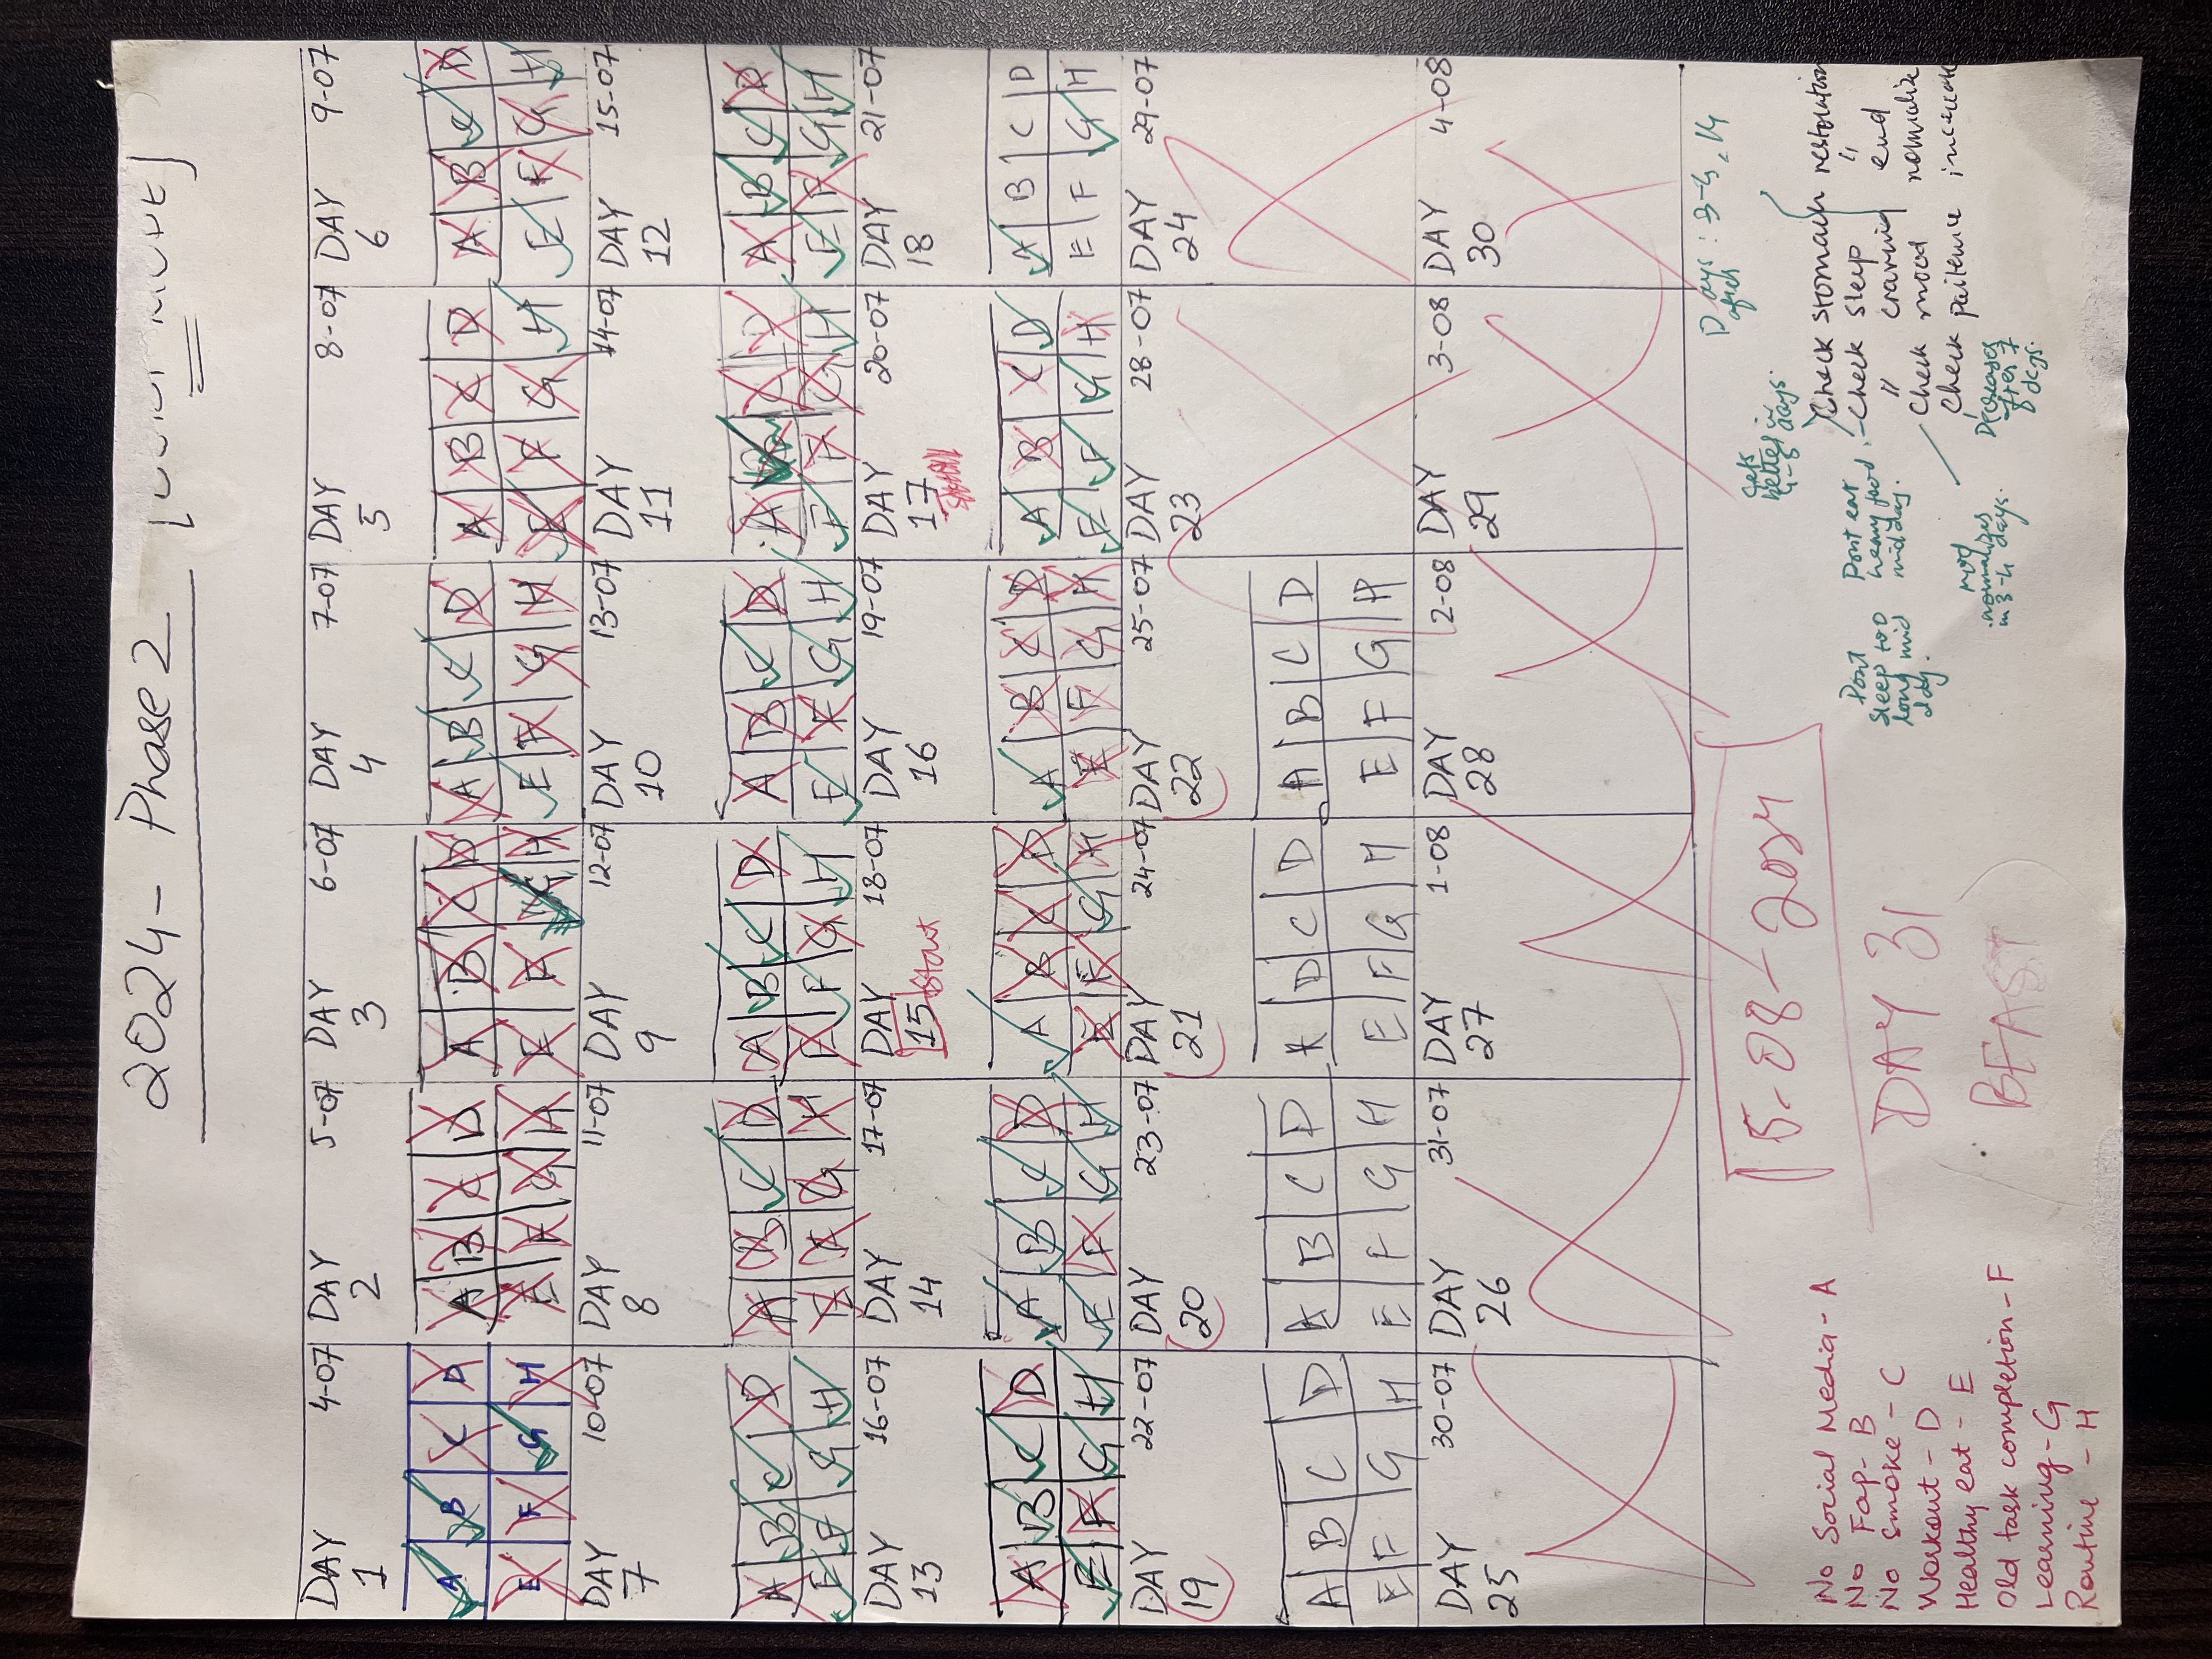 2024 - Phase 2
DAY 1 4-07
DAY 2 5-07
DAY 3 6-07
DAY 4 7-07
DAY 5 8-07
DAY 6 9-07
A B C D
E F G H
A B C D
E F G H
A B C D
E F G H
A B C D
E F G H
A B C D
E F G H
A B C D
E F G H
DAY 7 10-07
DAY 8 11-07
DAY 9 12-07
DAY 10 13-07
DAY 11 14-07
DAY 12 15-07
A B C D
E F G H
A B C D
E F G H
A B C D
E F G H
A B C D
E F G H
A B C D
E F G H
A B C D
E F G H
DAY 13 16-07
DAY 14 17-07
DAY 15 18-07
Start
DAY 16 19-07
DAY 17 20-07
DAY 18 21-07
A B C D
E F G H
A B C D
E F G H
A B C D
E F G H
A B C D
E F G H
A B C D
E F G H
A B C D
E F G H
DAY 19 22-07
DAY 20 23-07
DAY 21 24-07
DAY 22 25-07
DAY 23 28-07
DAY 24 29-07
A B C D
E F G H
A B C D
E F G H
A D C D
E F G H
A B C D
E F G H
DAY 25 30-07
DAY 26 31-07
DAY 27 1-08
DAY 28 2-08
DAY 29 3-08
DAY 30 4-08
No Social Media - A
No Fap - B
No Smoke - C
Workout - D
Healthy eat - E
Old task completion - F
Learning - G
Routine - H
5-08-2024
DAY 31
BEAST
Days : 3-4, 14
after
Gets
better in
4-5 days.
Check stomach restoration
- Check sleep "
" craving end
Check mood normalize
Check patience increase
Dont eat
heavy food
mid day.
Dont
sleep too
long mid
day.
mod
normalizes
in 3-4 days.
Decreases
after 7
days.